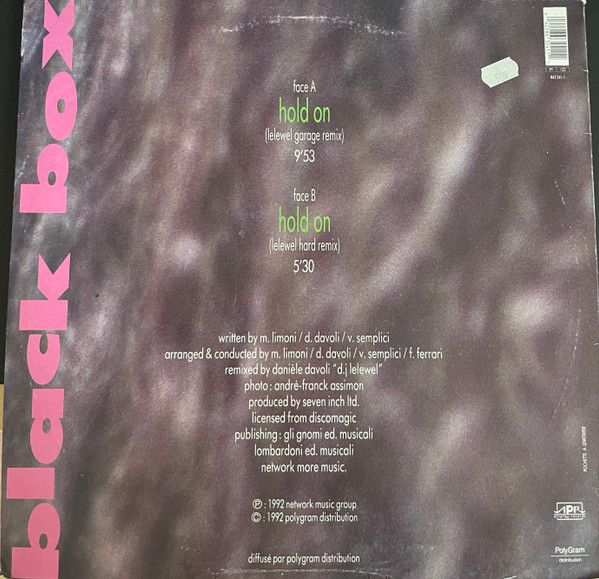 black box
face A
hold on
(lelewel garage remix)
9'53
face B
hold on
(lelewel hard remix)
5'30
written by m. limoni / d. davoli / v. semplici
arranged & conducted by m. limoni / d. davoli / v. semplici / f. ferrari
remixed by danièle davoli "d.j lelewel"
photo : andré-franck assimon
produced by seven inch ltd.
licensed from discomagic
publishing : gli gnomi ed. musicali
lombardoni ed. musicali
network more music.
Ⓟ : 1992 network music group
© : 1992 polygram distribution
diffusé par polygram distribution
APR
PolyGram
distribution